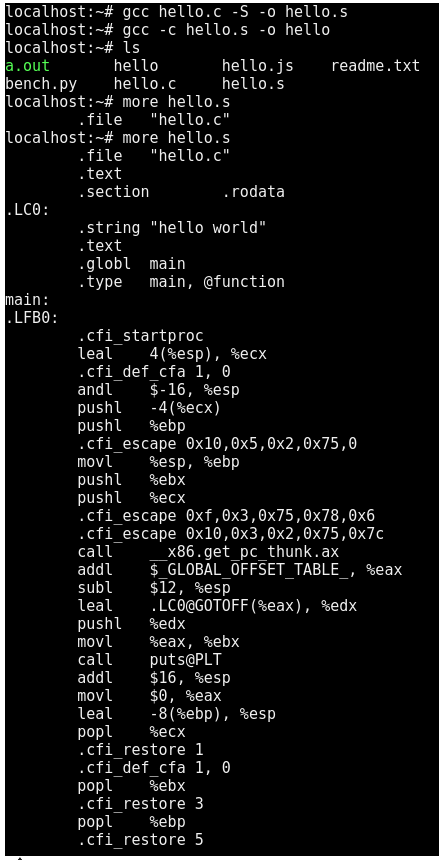 localhost:~# gcc hello.c -S -o hello.s
localhost:~# gcc -c hello.s -o hello
localhost:~# ls
a.out       hello       hello.js    readme.txt
bench.py    hello.c     hello.s
localhost:~# more hello.s
        .file   "hello.c"
localhost:~# more hello.s
        .file   "hello.c"
        .text
        .section        .rodata
.LC0:
        .string "hello world"
        .text
        .globl  main
        .type   main, @function
main:
.LFB0:
        .cfi_startproc
        leal    4(%esp), %ecx
        .cfi_def_cfa 1, 0
        andl    $-16, %esp
        pushl   -4(%ecx)
        pushl   %ebp
        .cfi_escape 0x10,0x5,0x2,0x75,0
        movl    %esp, %ebp
        pushl   %ebx
        pushl   %ecx
        .cfi_escape 0xf,0x3,0x75,0x78,0x6
        .cfi_escape 0x10,0x3,0x2,0x75,0x7c
        call    __x86.get_pc_thunk.ax
        addl    $_GLOBAL_OFFSET_TABLE_, %eax
        subl    $12, %esp
        leal    .LC0@GOTOFF(%eax), %edx
        pushl   %edx
        movl    %eax, %ebx
        call    puts@PLT
        addl    $16, %esp
        movl    $0, %eax
        leal    -8(%ebp), %esp
        popl    %ecx
        .cfi_restore 1
        .cfi_def_cfa 1, 0
        popl    %ebx
        .cfi_restore 3
        popl    %ebp
        .cfi_restore 5